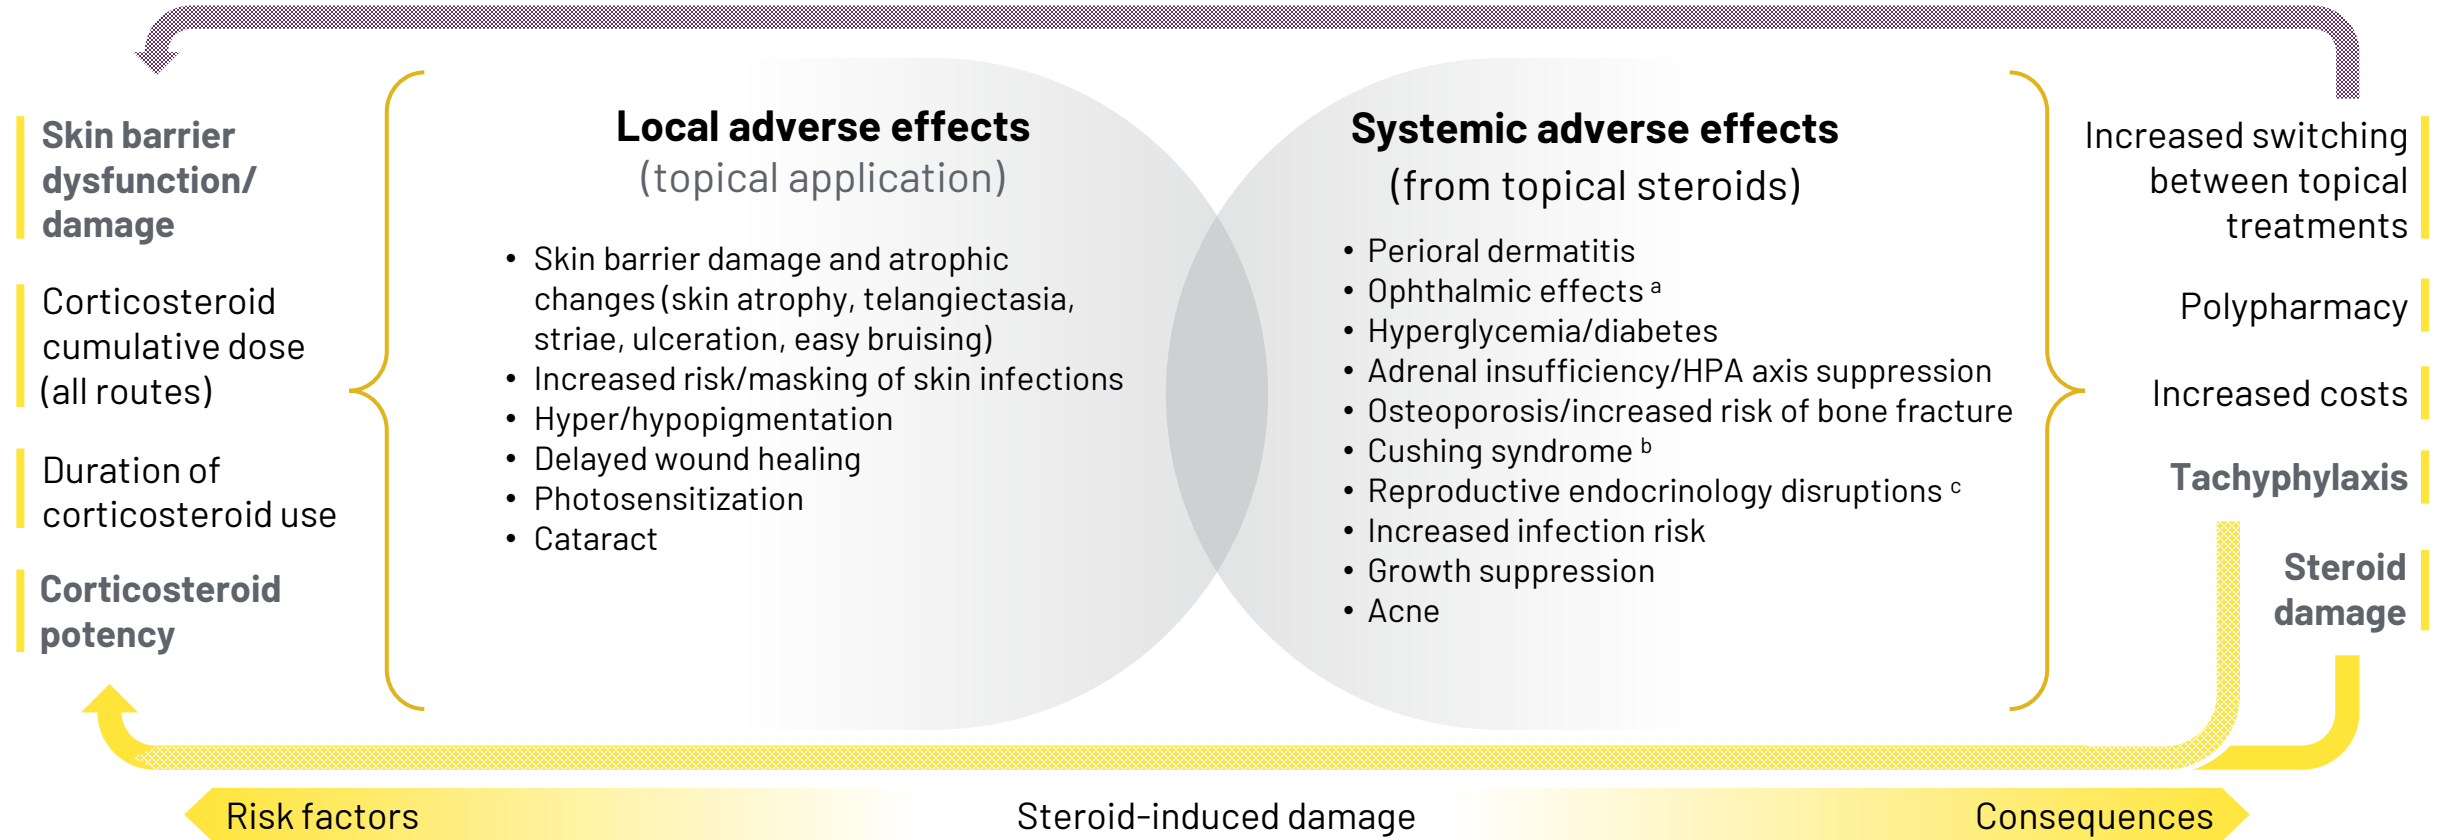 Skin barrier
dysfunction/
damage
Corticosteroid
cumulative dose
(all routes)
Duration of
corticosteroid use
Corticosteroid
potency
Local adverse effects
(topical application)
• Skin barrier damage and atrophic
changes (skin atrophy, telangiectasia,
striae, ulceration, easy bruising)
• Increased risk/masking of skin infections
• Hyper/hypopigmentation
• Delayed wound healing
• Photosensitization
• Cataract
Systemic adverse effects
(from topical steroids)
• Perioral dermatitis
• Ophthalmic effects a
• Hyperglycemia/diabetes
• Adrenal insufficiency/HPA axis suppression
• Osteoporosis/increased risk of bone fracture
• Cushing syndrome b
• Reproductive endocrinology disruptions c
• Increased infection risk
• Growth suppression
• Acne
Increased switching
between topical
treatments
Polypharmacy
Increased costs
Tachyphylaxis
Steroid
damage
Risk factors
Steroid-induced damage
Consequences